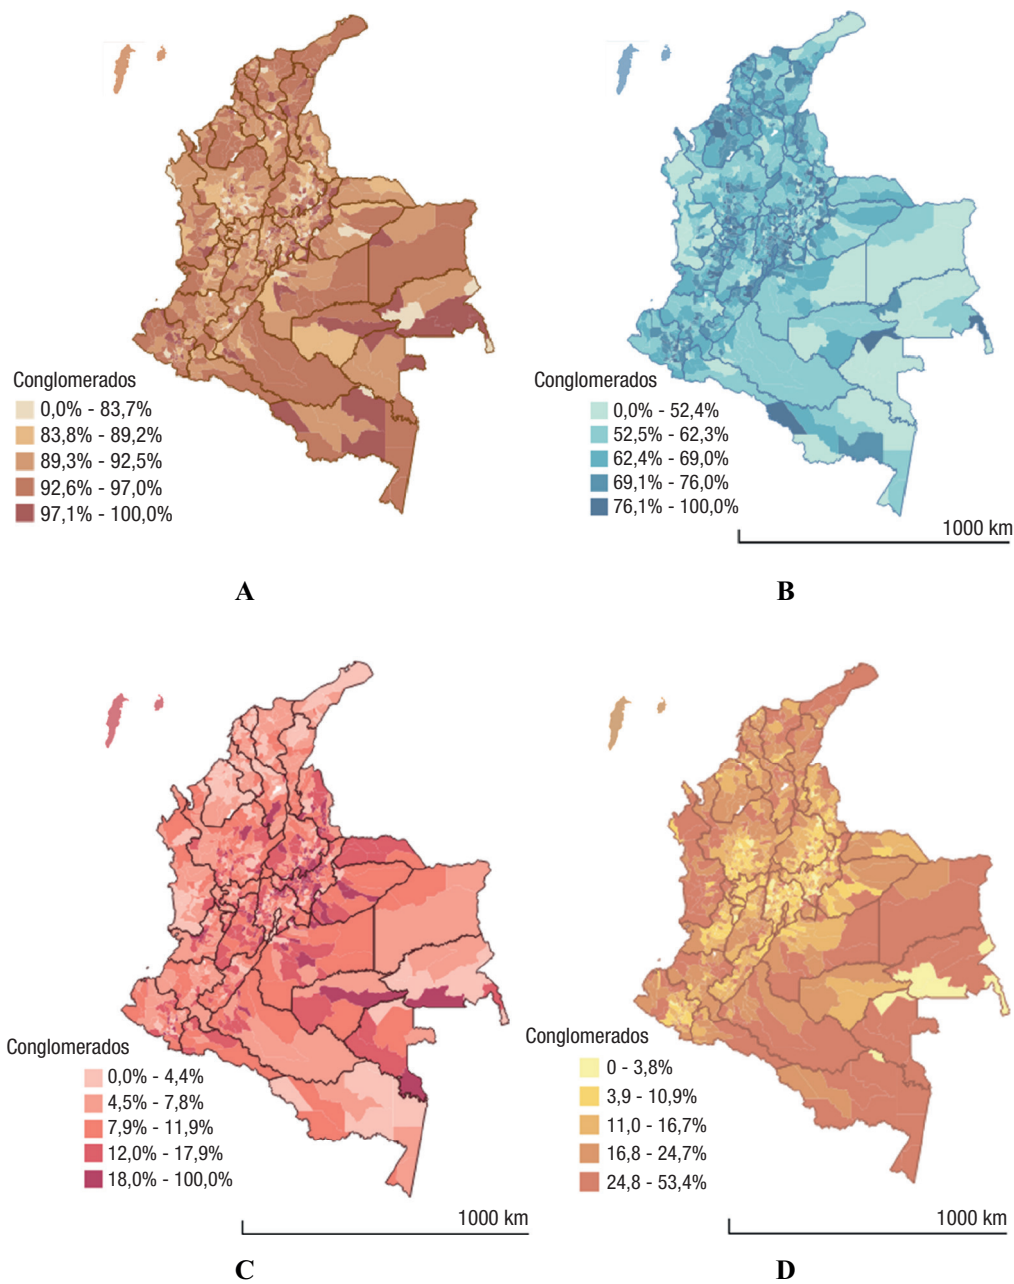 Conglomerados
0,0% - 83,7%
83,8% - 89,2%
89,3% - 92,5%
92,6% - 97,0%
97,1% - 100,0%
A
Conglomerados
0,0% - 52,4%
52,5% - 62,3%
62,4% - 69,0%
69,1% - 76,0%
76,1% - 100,0%
1000 km
B
Conglomerados
0,0% - 4,4%
4,5% - 7,8%
7,9% - 11,9%
12,0% - 17,9%
18,0% - 100,0%
1000 km
C
Conglomerados
0 - 3,8%
3,9 - 10,9%
11,0 - 16,7%
16,8 - 24,7%
24,8 - 53,4%
1000 km
D